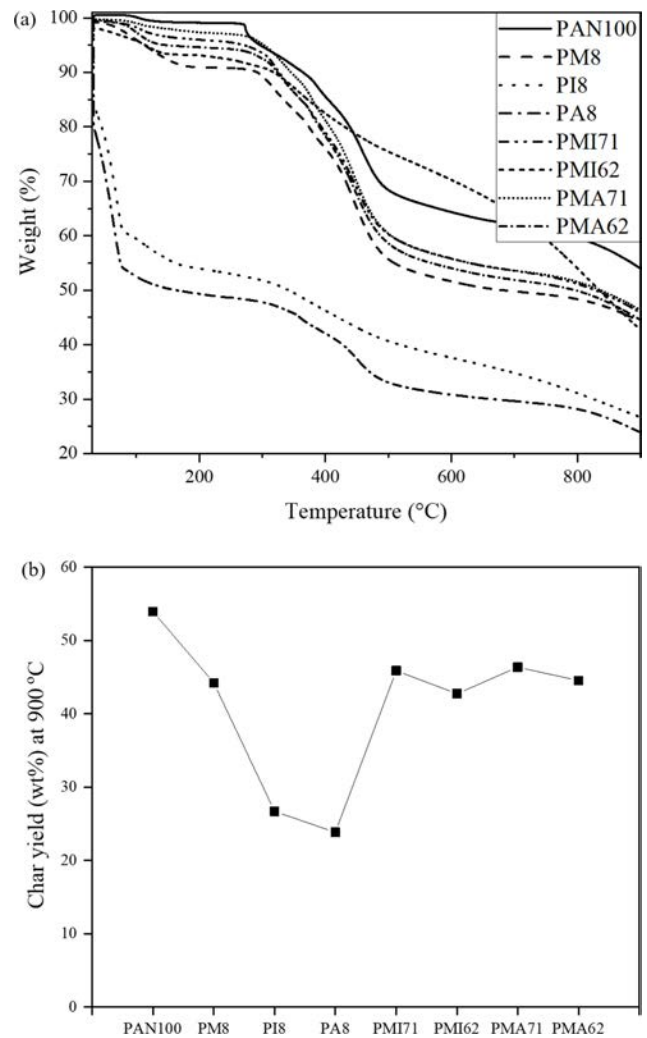 (a)
100
90
80
70
60
50
40
30
20
Weight (%)
PAN100
PM8
PI8
PA8
PMI71
PMI62
PMA71
PMA62
200 400 600 800
Temperature (°C)
(b)
60
50
40
30
20
10
0
Char yield (wt%) at 900 °C
PAN100 PM8 PI8 PA8 PMI71 PMI62 PMA71 PMA62